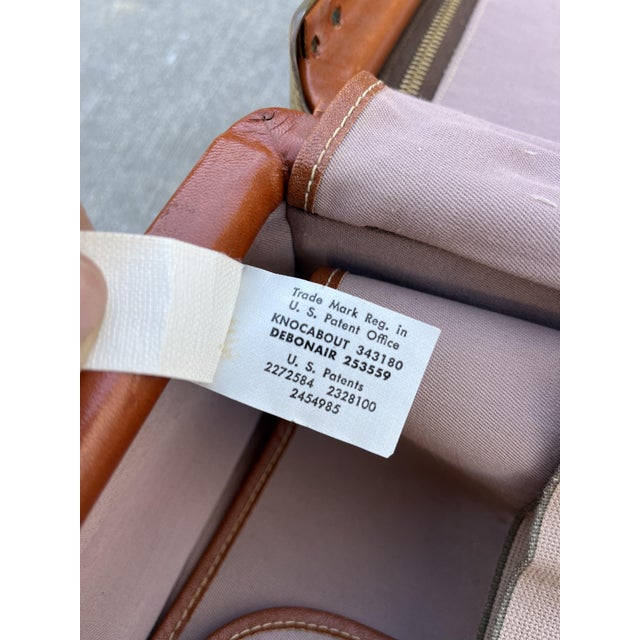 Trade Mark Reg. in
U. S. Patent Office
KNOCABOUT 343180
DEBONAIR 253559
U. S. Patents
2272584 2328100
2454985